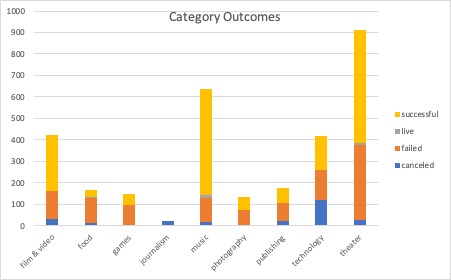 Category Outcomes
1000
900
800
700
600
500
400
300
200
100
0
film & video
food
games
journalism
music
photography
publishing
technology
theater
successful
live
failed
canceled